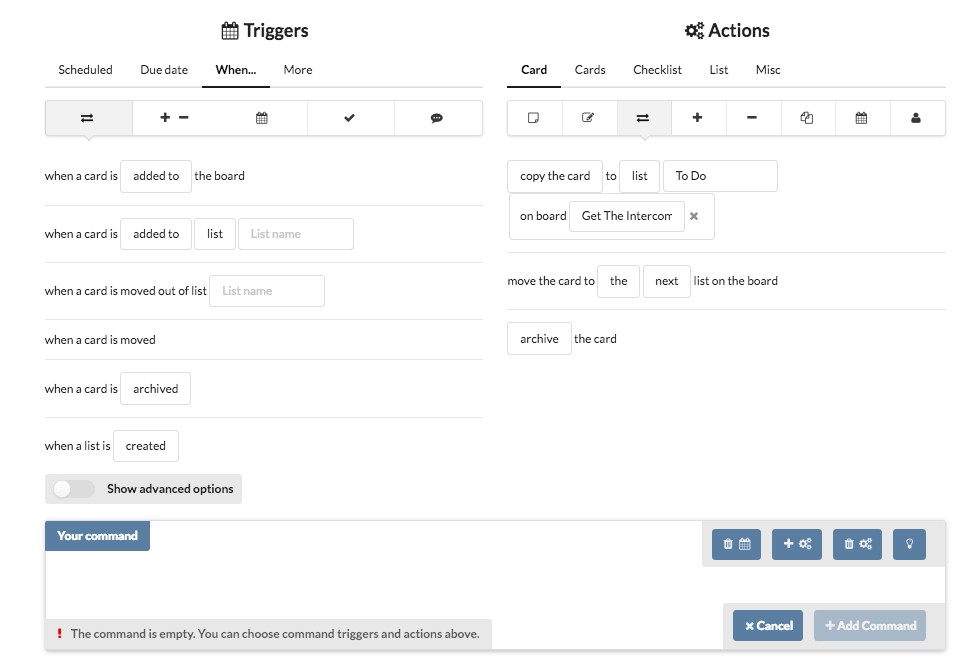 Triggers
Scheduled Due date When... More
when a card is added to the board
when a card is added to list List name
when a card is moved out of list List name
when a card is moved
when a card is archived
when a list is created
Show advanced options
Actions
Card Cards Checklist List Misc
copy the card to list To Do
on board Get The Intercom
move the card to the next list on the board
archive the card
Your command
! The command is empty. You can choose command triggers and actions above.
Cancel Add Command